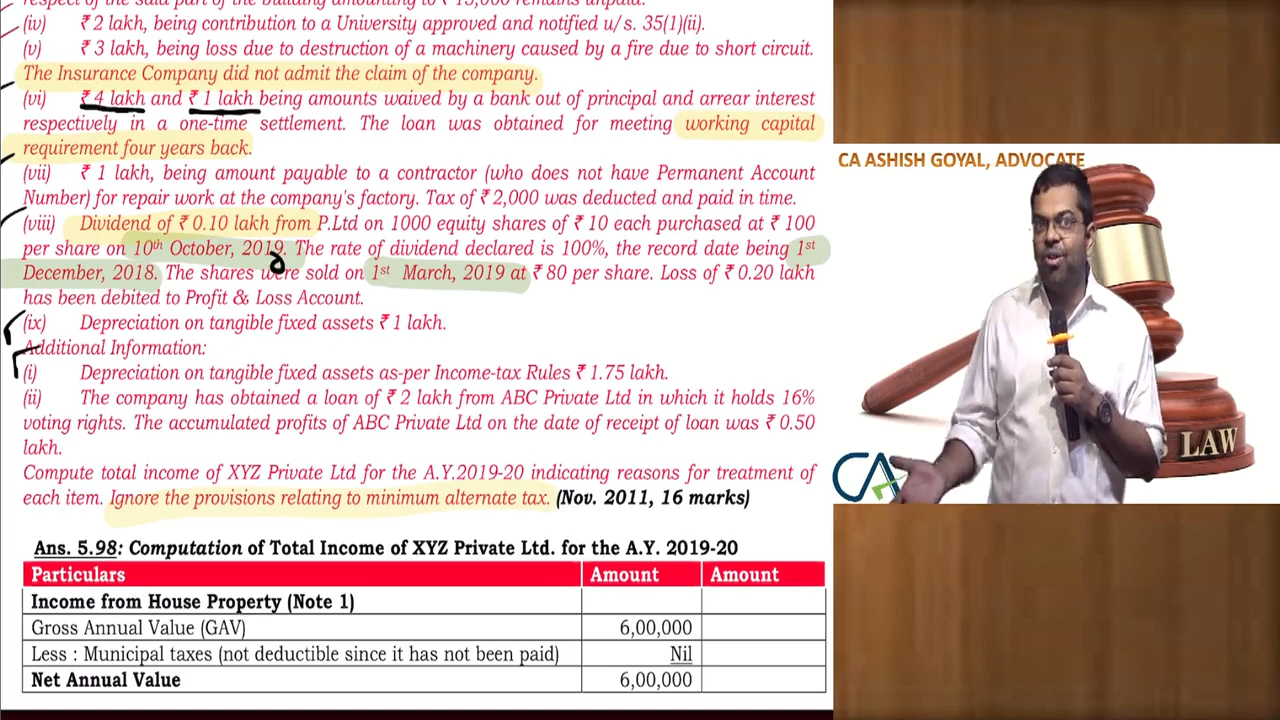 respect of the said part of the building amounting to ₹ 15,000 remains unpaid.
(iv) ₹ 2 lakh, being contribution to a University approved and notified u/s. 35(1)(ii).
(v) ₹ 3 lakh, being loss due to destruction of a machinery caused by a fire due to short circuit.
The Insurance Company did not admit the claim of the company.
(vi) ₹ 4 lakh and ₹ 1 lakh being amounts waived by a bank out of principal and arrear interest
respectively in a one-time settlement. The loan was obtained for meeting working capital
requirement four years back.
(vii) ₹ 1 lakh, being amount payable to a contractor (who does not have Permanent Account
Number) for repair work at the company's factory. Tax of ₹ 2,000 was deducted and paid in time.
(viii) Dividend of ₹ 0.10 lakh from P.Ltd on 1000 equity shares of ₹ 10 each purchased at ₹ 100
per share on 10th October, 2019. The rate of dividend declared is 100%, the record date being 1st
December, 2018. The shares were sold on 1st March, 2019 at ₹ 80 per share. Loss of ₹ 0.20 lakh
has been debited to Profit & Loss Account.
(ix) Depreciation on tangible fixed assets ₹ 1 lakh.
Additional Information:
(i) Depreciation on tangible fixed assets as-per Income-tax Rules ₹ 1.75 lakh.
(ii) The company has obtained a loan of ₹ 2 lakh from ABC Private Ltd in which it holds 16%
voting rights. The accumulated profits of ABC Private Ltd on the date of receipt of loan was ₹ 0.50
lakh.
Compute total income of XYZ Private Ltd for the A.Y.2019-20 indicating reasons for treatment of
each item. Ignore the provisions relating to minimum alternate tax. (Nov. 2011, 16 marks)
Ans. 5.98: Computation of Total Income of XYZ Private Ltd. for the A.Y. 2019-20
Particulars Amount Amount
Income from House Property (Note 1)
Gross Annual Value (GAV) 6,00,000
Less : Municipal taxes (not deductible since it has not been paid) Nil
Net Annual Value 6,00,000
CA ASHISH GOYAL, ADVOCATE
LAW
CA